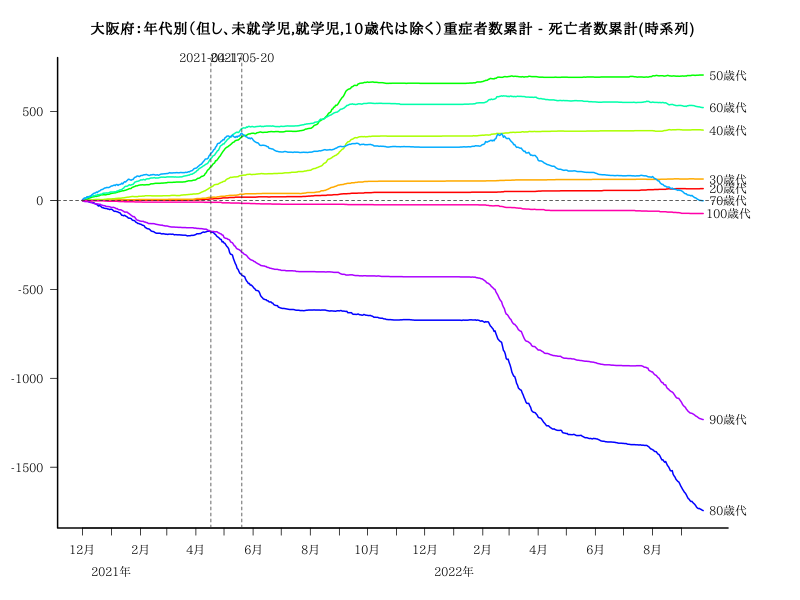 大阪府：年代別（但し、未就学児,就学児,10歳代は除く）重症者数累計 - 死亡者数累計(時系列)
2021-04-17
2021-05-20
500
0
-500
-1000
-1500
50歳代
60歳代
40歳代
30歳代
20歳代
70歳代
100歳代
90歳代
80歳代
12月 2月 4月 6月 8月 10月 12月 2月 4月 6月 8月
2021年 2022年